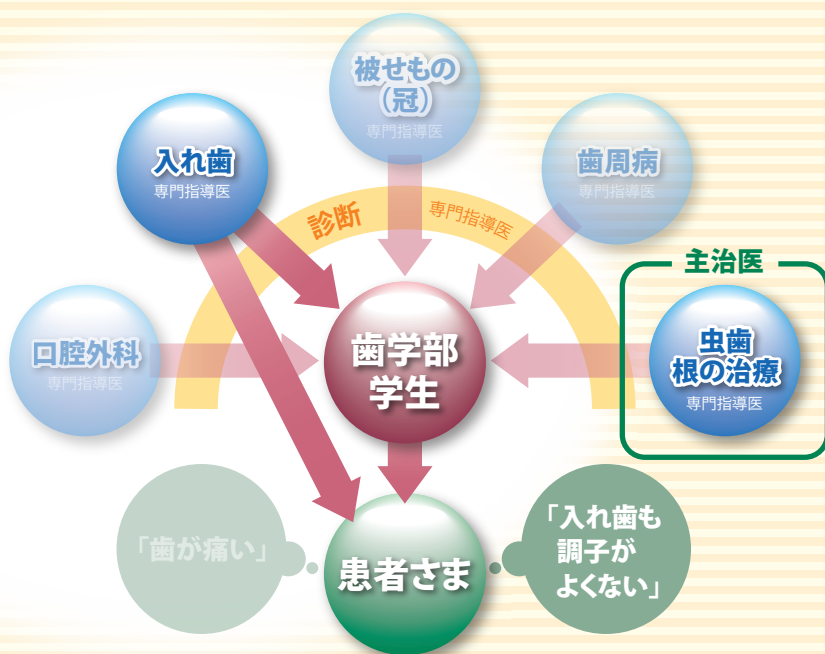 被せもの
（冠）
専門指導医
入れ歯
専門指導医
歯周病
専門指導医
診断
専門指導医
主治医
口腔外科
専門指導医
歯学部
学生
虫歯
根の治療
専門指導医
「歯が痛い」
患者さま
「入れ歯も
調子が
よくない」